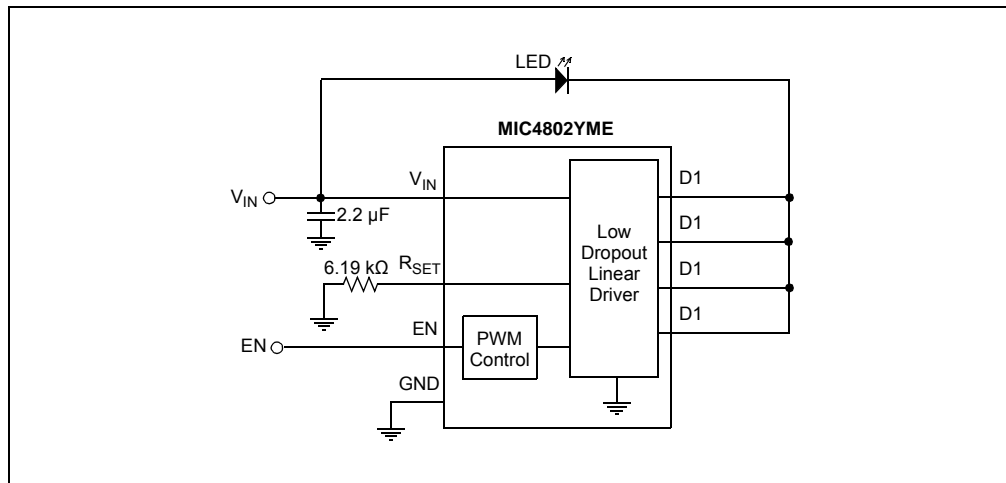 LED
MIC4802YME
V_IN
V_IN
D1
2.2 µF
D1
Low
Dropout
Linear
Driver
6.19 kΩ
R_SET
D1
D1
EN
EN
PWM
Control
GND